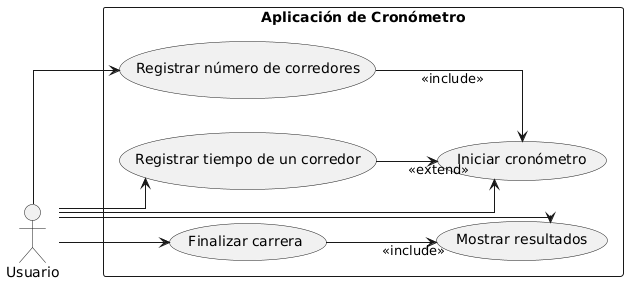 Aplicación de Cronómetro
Registrar número de corredores
«include»
Registrar tiempo de un corredor
Iniciar cronómetro
«extend»
Finalizar carrera
Mostrar resultados
«include»
Usuario